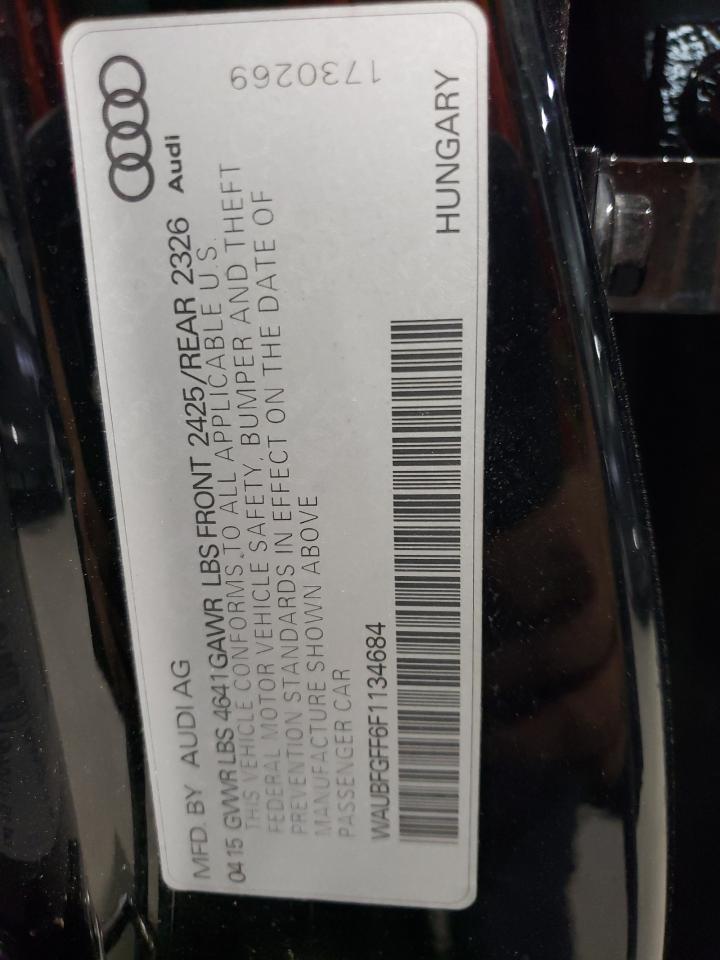 MFD. BY AUDI AG
Audi
0415 GVWR LBS 4641 GAWR LBS FRONT 2425/REAR 2326
THIS VEHICLE CONFORMS TO ALL APPLICABLE U.S.
FEDERAL MOTOR VEHICLE SAFETY, BUMPER AND THEFT
PREVENTION STANDARDS IN EFFECT ON THE DATE OF
MANUFACTURE SHOWN ABOVE
PASSENGER CAR
1730269
WAUBFGFF6F1134684
HUNGARY